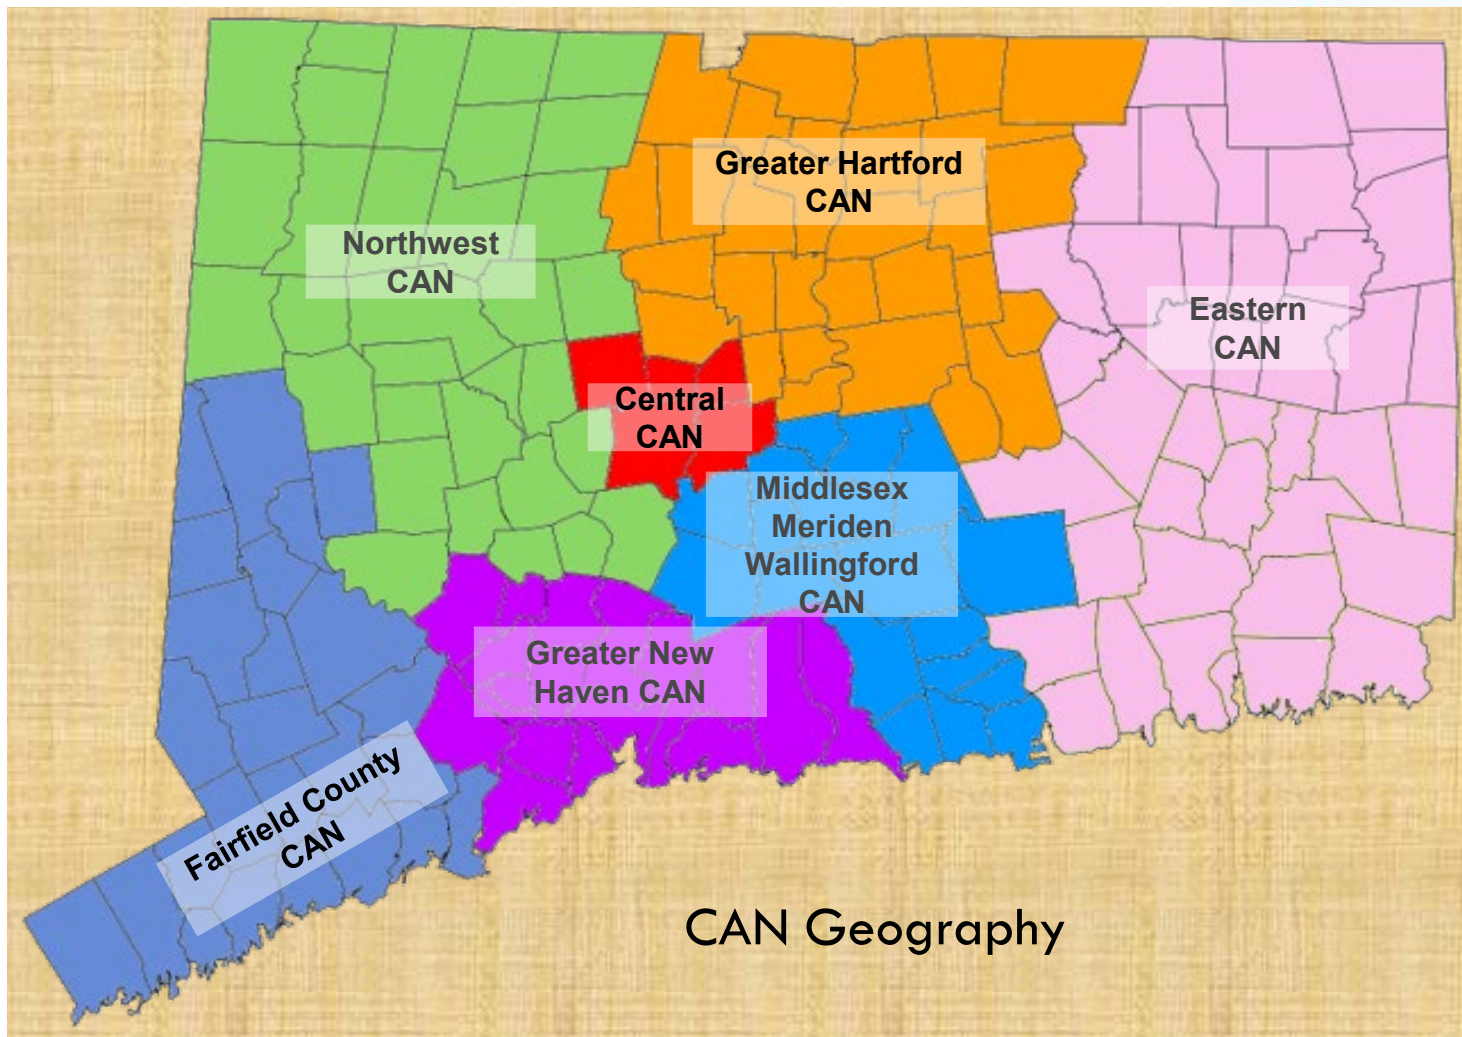 Greater Hartford
CAN
Northwest
CAN
Eastern
CAN
Central
CAN
Middlesex
Meriden
Wallingford
CAN
Greater New
Haven CAN
Fairfield County
CAN
CAN Geography